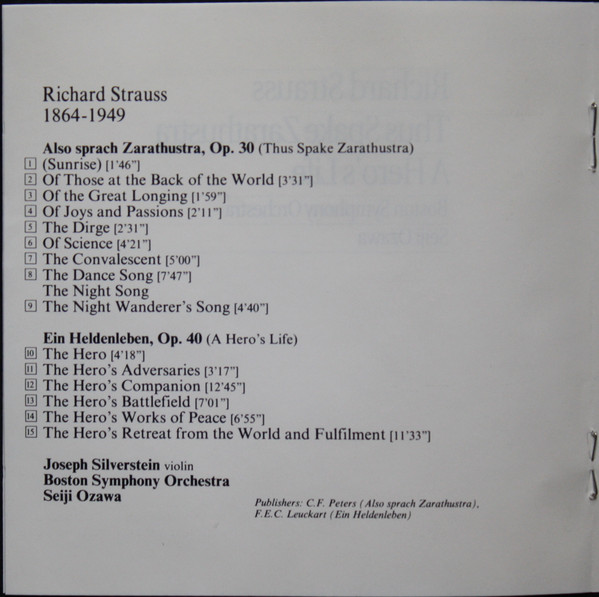 Richard Strauss
1864-1949
Also sprach Zarathustra, Op. 30 (Thus Spake Zarathustra)
1 (Sunrise) [1'46"]
2 Of Those at the Back of the World [3'31"]
3 Of the Great Longing [1'59"]
4 Of Joys and Passions [2'11"]
5 The Dirge [2'31"]
6 Of Science [4'21"]
7 The Convalescent [5'00"]
8 The Dance Song [7'47"]
The Night Song
9 The Night Wanderer's Song [4'40"]
Ein Heldenleben, Op. 40 (A Hero's Life)
10 The Hero [4'18"]
11 The Hero's Adversaries [3'17"]
12 The Hero's Companion [12'45"]
13 The Hero's Battlefield [7'01"]
14 The Hero's Works of Peace [6'55"]
15 The Hero's Retreat from the World and Fulfilment [11'33"]
Joseph Silverstein violin
Boston Symphony Orchestra
Seiji Ozawa
Publishers: C.F. Peters (Also sprach Zarathustra),
F.E.C. Leuckart (Ein Heldenleben)